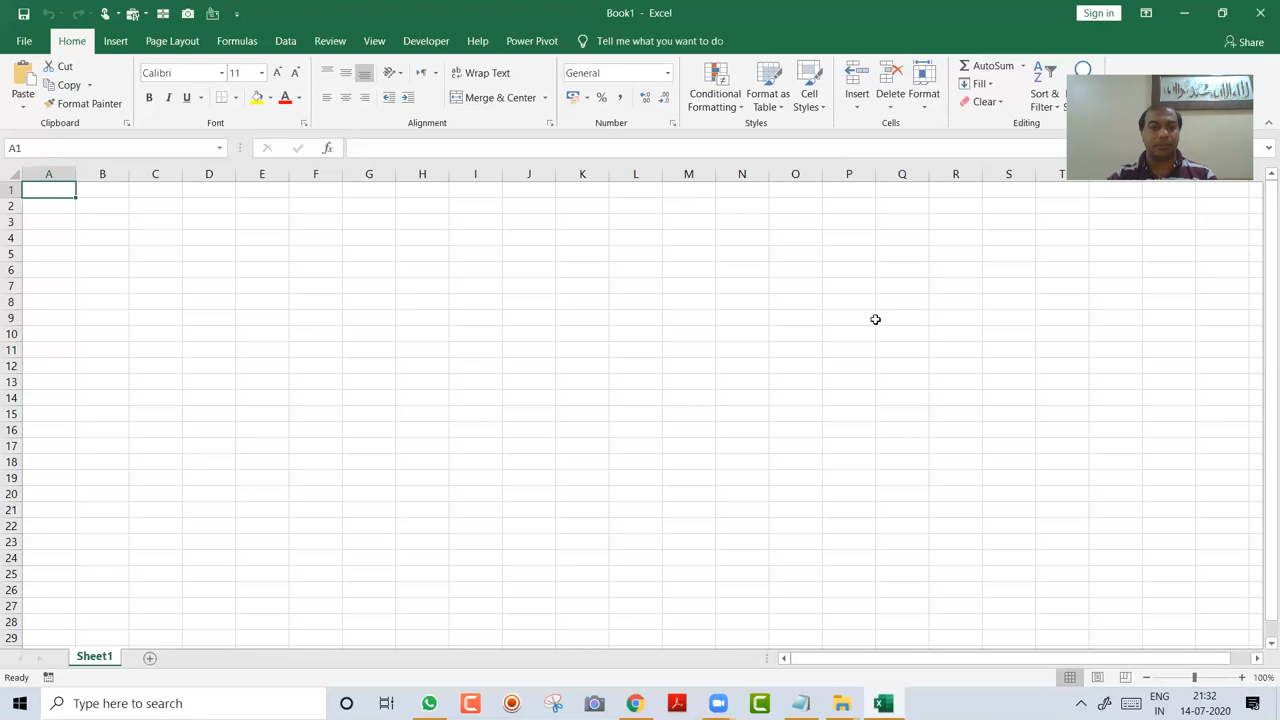 Book1 - Excel
Sign in
File Home Insert Page Layout Formulas Data Review View Developer Help Power Pivot Tell me what you want to do Share
Paste
Cut
Copy
Format Painter
Clipboard
Calibri 11
B I U
Font
Wrap Text
Merge & Center
Alignment
General
Number
Conditional Formatting
Format as Table
Cell Styles
Styles
Insert Delete Format
Cells
AutoSum
Fill
Clear
Sort & Filter
Editing
A1
fx
A B C D E F G H I J K L M N O P Q R S T
1
2
3
4
5
6
7
8
9
10
11
12
13
14
15
16
17
18
19
20
21
22
23
24
25
26
27
28
29
Sheet1
Ready
100%
Type here to search
ENG
IN
21:32
14-07-2020